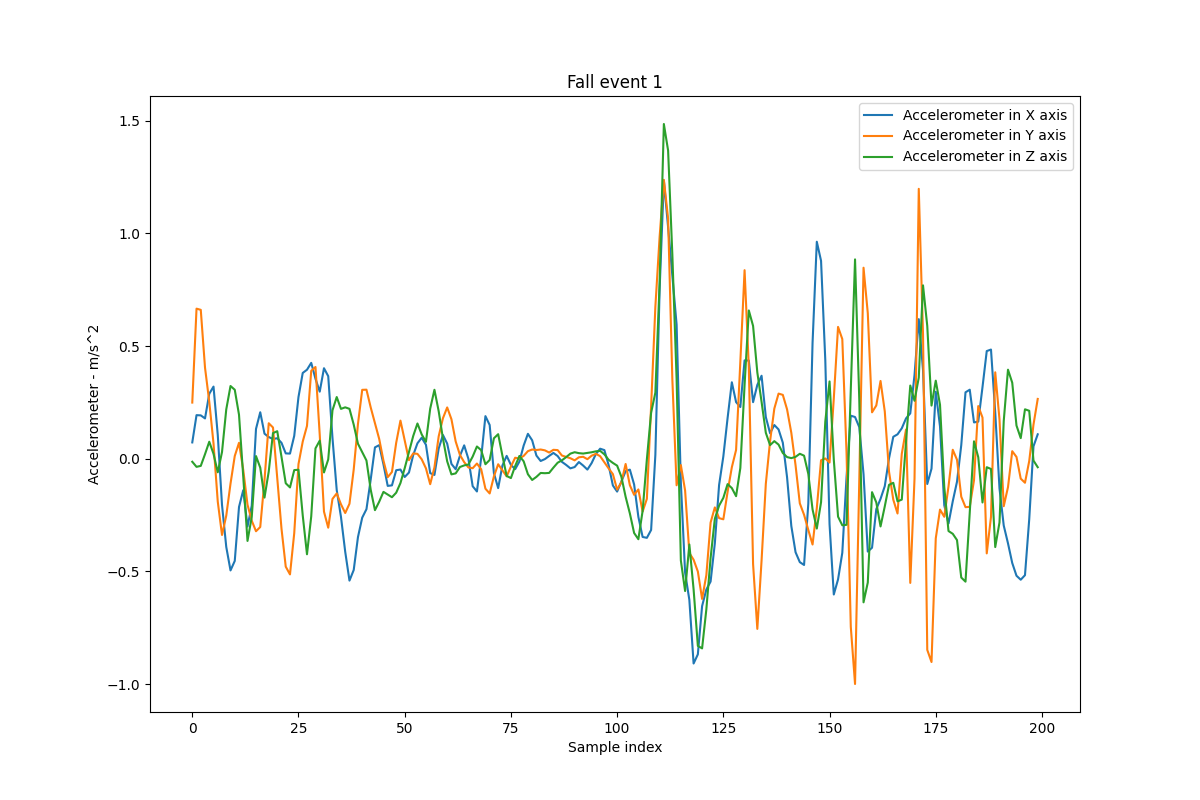 Fall event 1
Accelerometer in X axis
Accelerometer in Y axis
Accelerometer in Z axis
Accelerometer - m/s^2
1.5
1.0
0.5
0.0
−0.5
−1.0
0 25 50 75 100 125 150 175 200
Sample index